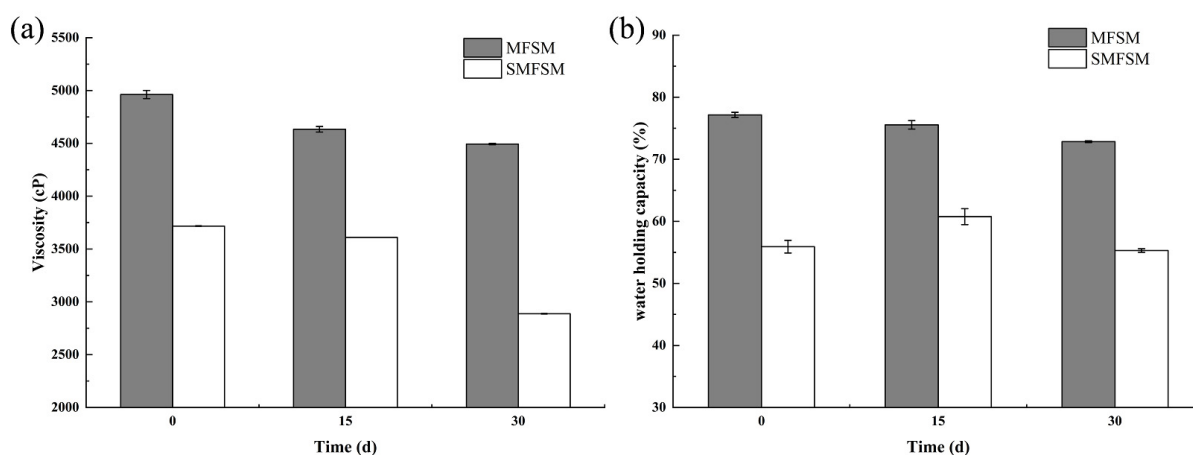 (a)
5500
5000
4500
4000
3500
3000
2500
2000
Viscosity (cP)
MFSM
SMFSM
0
15
30
Time (d)
(b)
90
80
70
60
50
40
30
water holding capacity (%)
MFSM
SMFSM
0
15
30
Time (d)